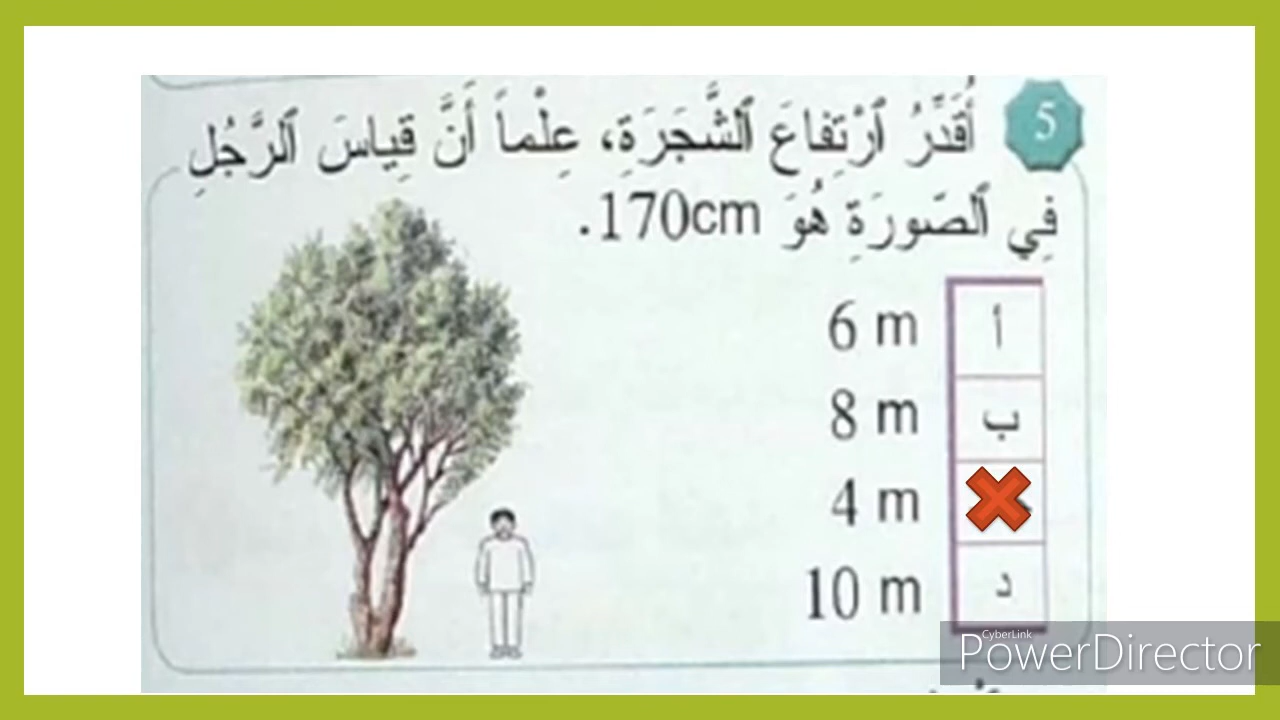 5 أُقَدِّرُ ٱرْتِفاعَ ٱلشَّجَرَةِ، عِلْماً أَنَّ قِياسَ ٱلرَّجُلِ
فِي ٱلصّورَةِ هُوَ 170cm.
أ 6 m
ب 8 m
4 m
د 10 m
CyberLink
PowerDirector